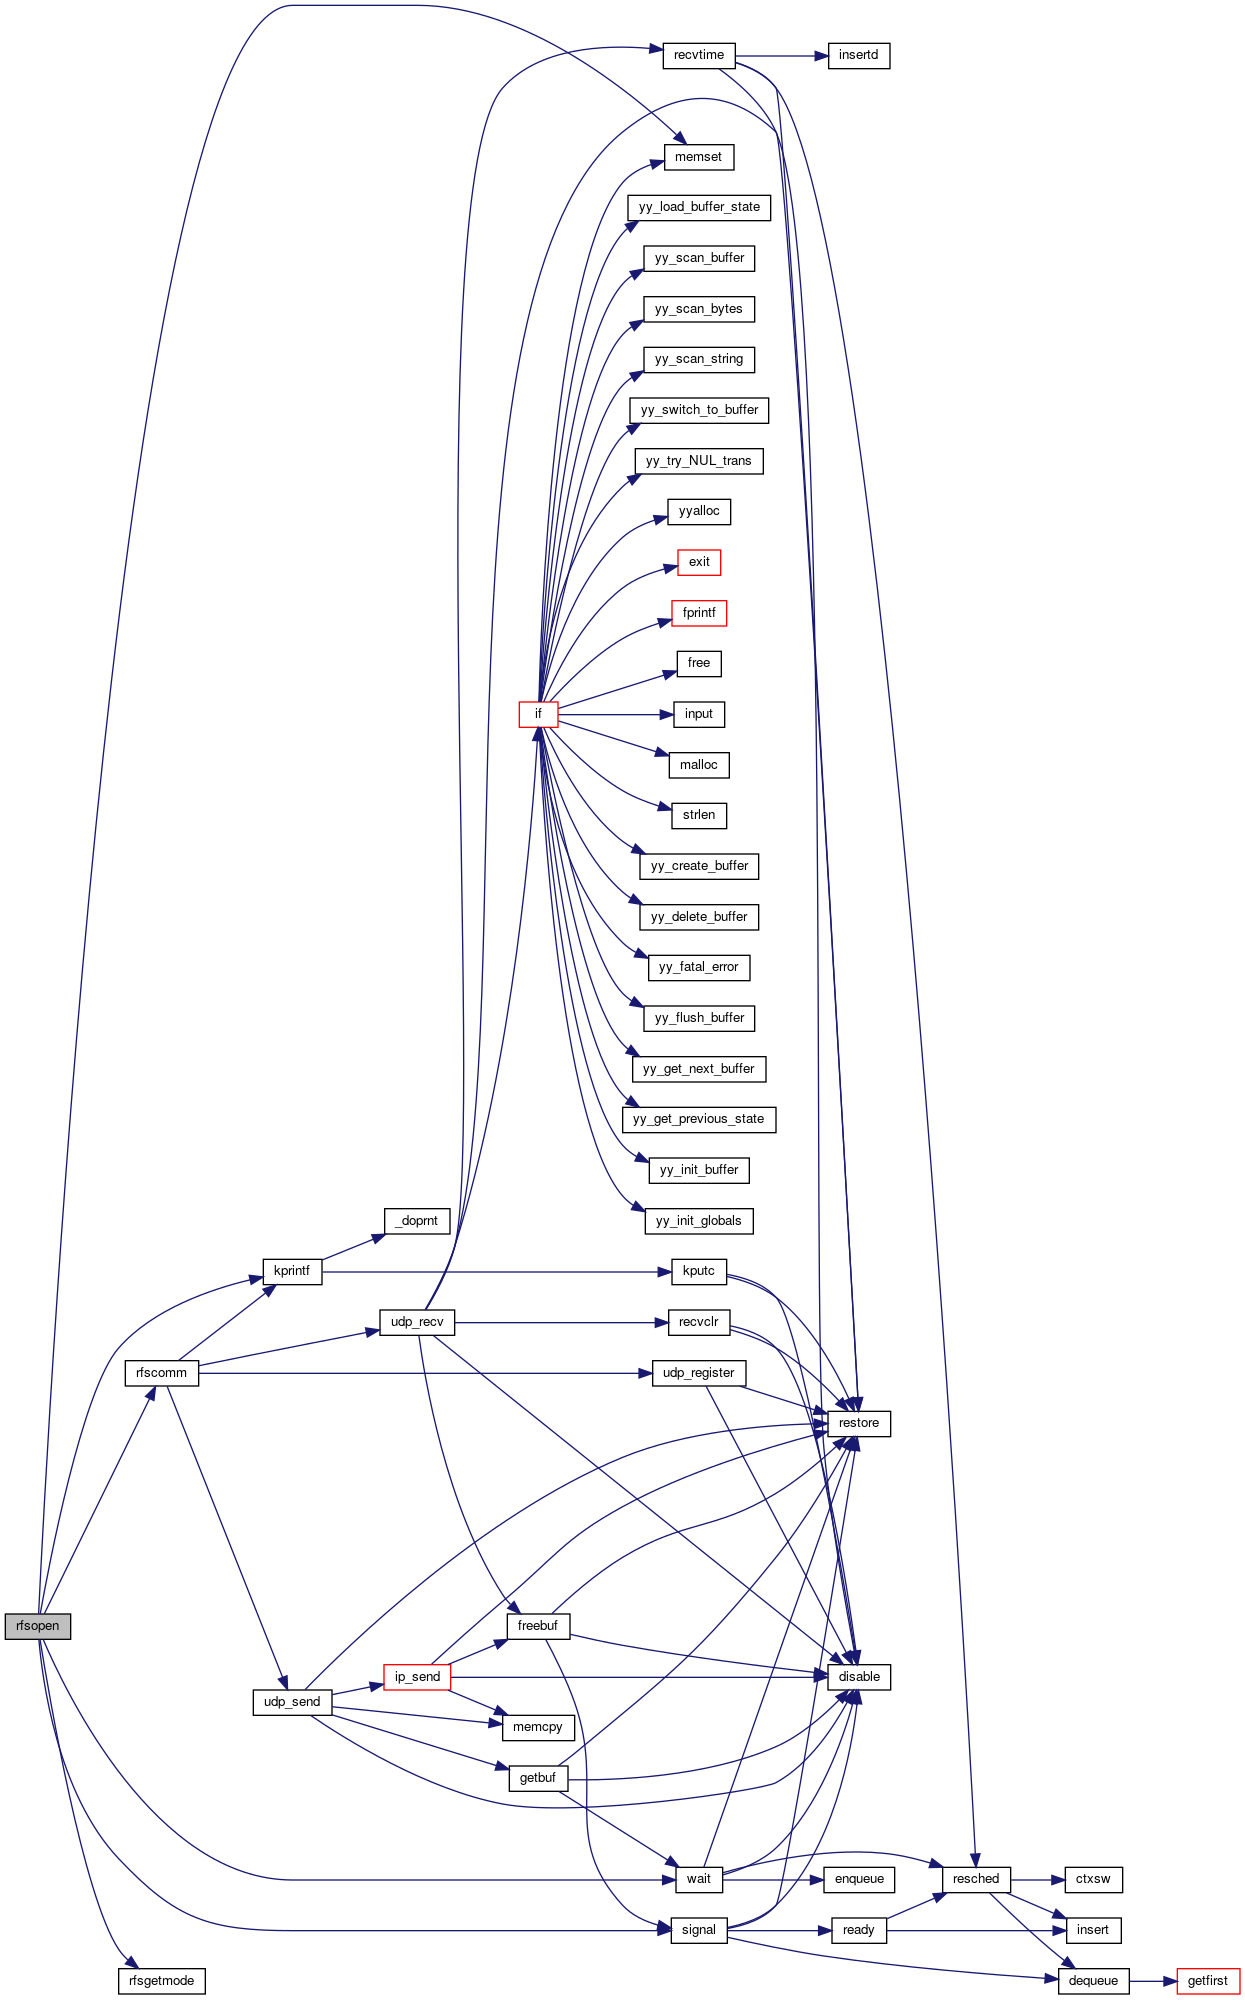 recvtime
insertd
memset
yy_load_buffer_state
yy_scan_buffer
yy_scan_bytes
yy_scan_string
yy_switch_to_buffer
yy_try_NUL_trans
yyalloc
exit
fprintf
free
if
input
malloc
strlen
yy_create_buffer
yy_delete_buffer
yy_fatal_error
yy_flush_buffer
yy_get_next_buffer
yy_get_previous_state
yy_init_buffer
_doprnt
yy_init_globals
kprintf
kputc
udp_recv
recvclr
rfscomm
udp_register
restore
rfsopen
freebuf
ip_send
disable
udp_send
memcpy
getbuf
wait
enqueue
resched
ctxsw
signal
ready
insert
rfsgetmode
dequeue
getfirst